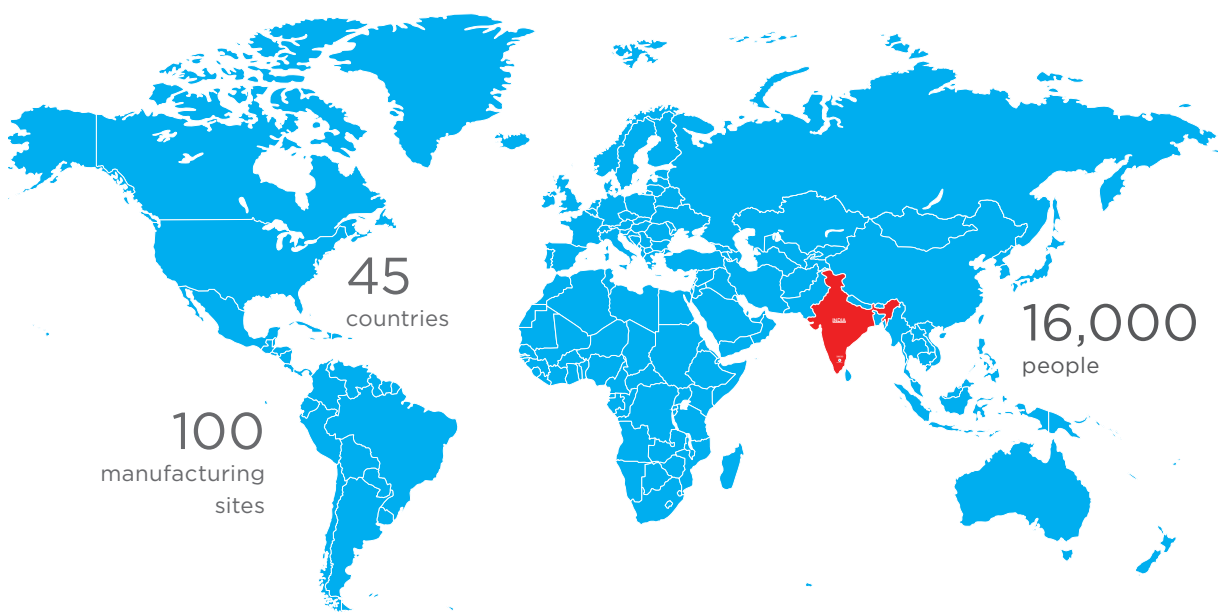 45
countries
16,000
people
100
manufacturing
sites
INDIA